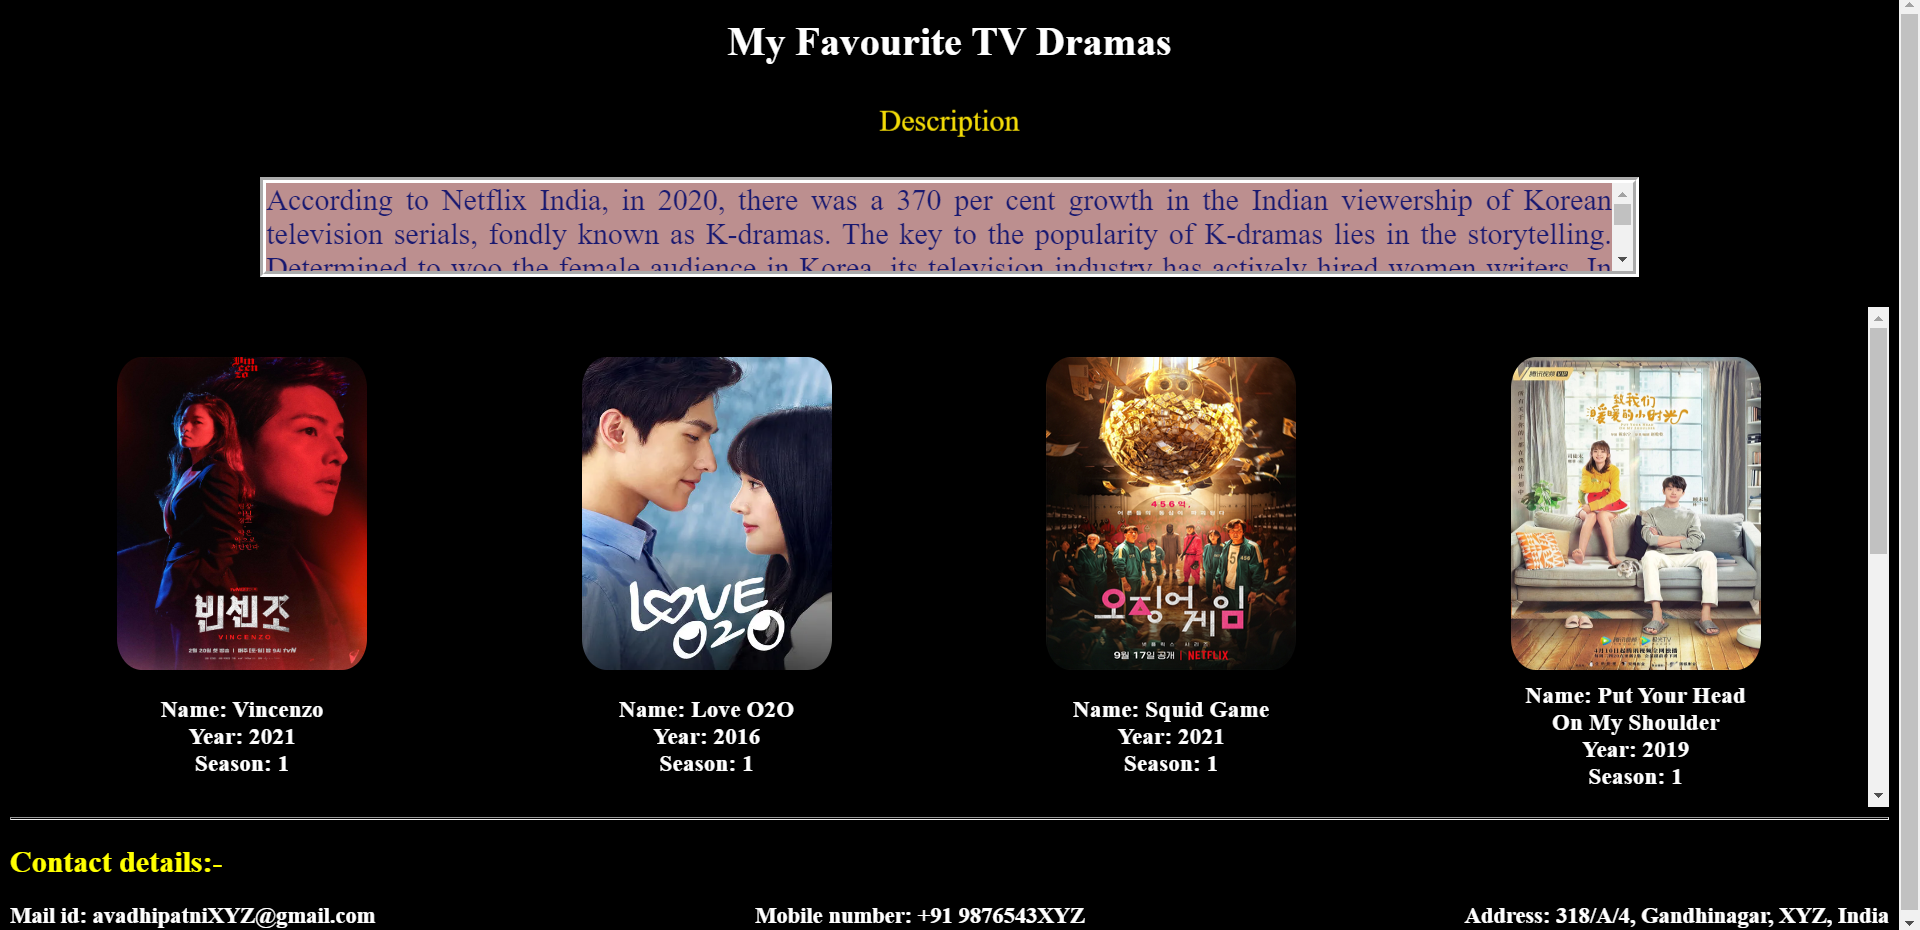 My Favourite TV Dramas
Description
According to Netflix India, in 2020, there was a 370 per cent growth in the Indian viewership of Korean
television serials, fondly known as K-dramas. The key to the popularity of K-dramas lies in the storytelling.
Determined to woo the female audience in Korea, its television industry has actively hired women writers. In
빈센조
VINCENZO
LOVE
O2O
456억,
오징어
게임
9월 17일 공개 | NETFLIX
致我们
暖暖的小时光
Name: Vincenzo
Year: 2021
Season: 1
Name: Love O2O
Year: 2016
Season: 1
Name: Squid Game
Year: 2021
Season: 1
Name: Put Your Head
On My Shoulder
Year: 2019
Season: 1
Contact details:-
Mail id: avadhipatniXYZ@gmail.com
Mobile number: +91 9876543XYZ
Address: 318/A/4, Gandhinagar, XYZ, India